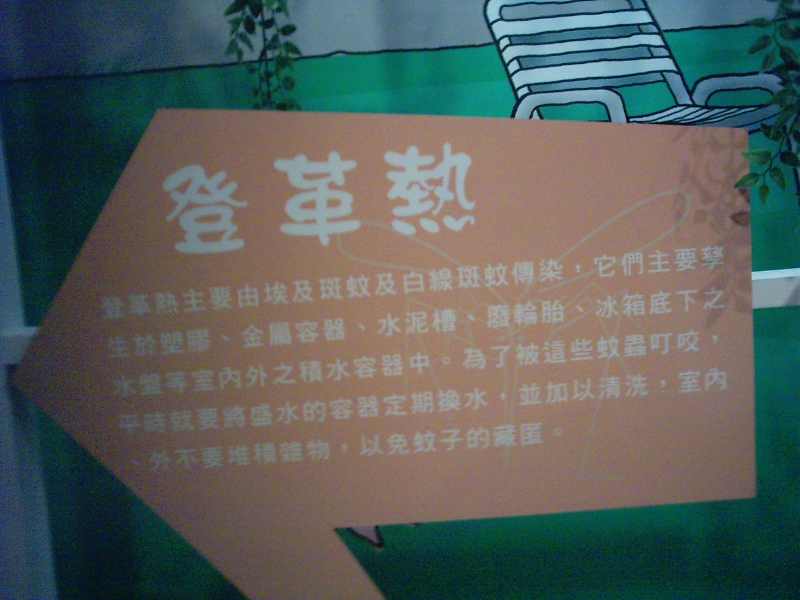 登革熱
登革熱主要由埃及斑蚊及白線斑蚊傳染，它們主要孳
生於塑膠、金屬容器、水泥槽、廢輪胎、冰箱底下之
水盤等室內外之積水容器中。為了被這些蚊蟲叮咬，
平時就要將盛水的容器定期換水，並加以清洗，室內
、外不要堆積雜物，以免蚊子的藏匿。